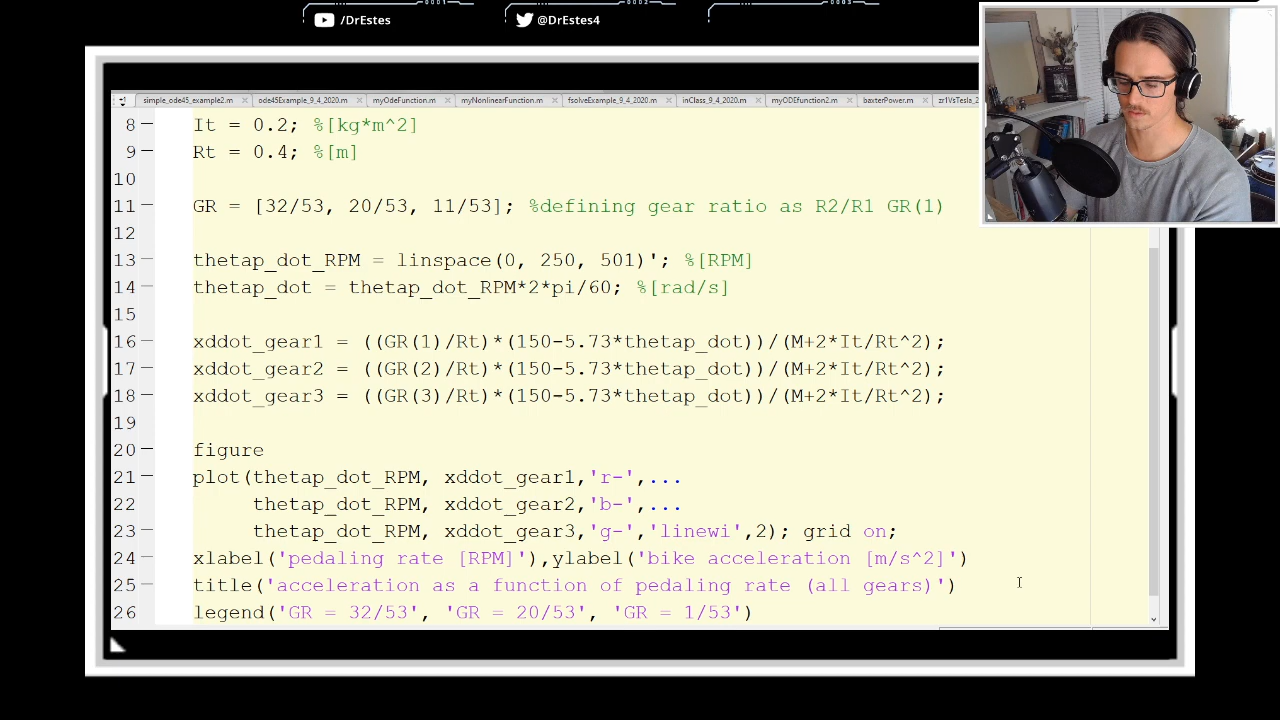 0001
0002
0003
/DrEstes
@DrEstes4
simple_ode45_example2.m
ode45Example_9_4_2020.m
myOdeFunction.m
myNonlinearFunction.m
fsolveExample_9_4_2020.m
inClass_9_4_2020.m
myODEfunction2.m
baxterPower.m
zr1VsTesla_2
8 It = 0.2; %[kg*m^2]
9 Rt = 0.4; %[m]
10
11 GR = [32/53, 20/53, 11/53]; %defining gear ratio as R2/R1 GR(1)
12
13 thetap_dot_RPM = linspace(0, 250, 501)'; %[RPM]
14 thetap_dot = thetap_dot_RPM*2*pi/60; %[rad/s]
15
16 xddot_gear1 = ((GR(1)/Rt)*(150-5.73*thetap_dot))/(M+2*It/Rt^2);
17 xddot_gear2 = ((GR(2)/Rt)*(150-5.73*thetap_dot))/(M+2*It/Rt^2);
18 xddot_gear3 = ((GR(3)/Rt)*(150-5.73*thetap_dot))/(M+2*It/Rt^2);
19
20 figure
21 plot(thetap_dot_RPM, xddot_gear1,'r-',...
22 thetap_dot_RPM, xddot_gear2,'b-',...
23 thetap_dot_RPM, xddot_gear3,'g-','linewi',2); grid on;
24 xlabel('pedaling rate [RPM]'),ylabel('bike acceleration [m/s^2]')
25 title('acceleration as a function of pedaling rate (all gears)')
26 legend('GR = 32/53', 'GR = 20/53', 'GR = 1/53')